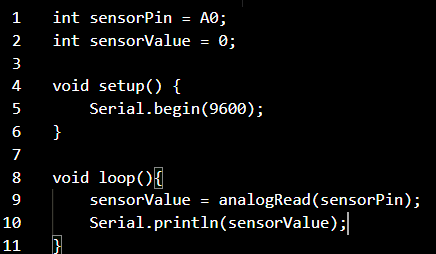 1 int sensorPin = A0;
2 int sensorValue = 0;
3
4 void setup() {
5     Serial.begin(9600);
6 }
7
8 void loop(){
9     sensorValue = analogRead(sensorPin);
10     Serial.println(sensorValue);
11 }